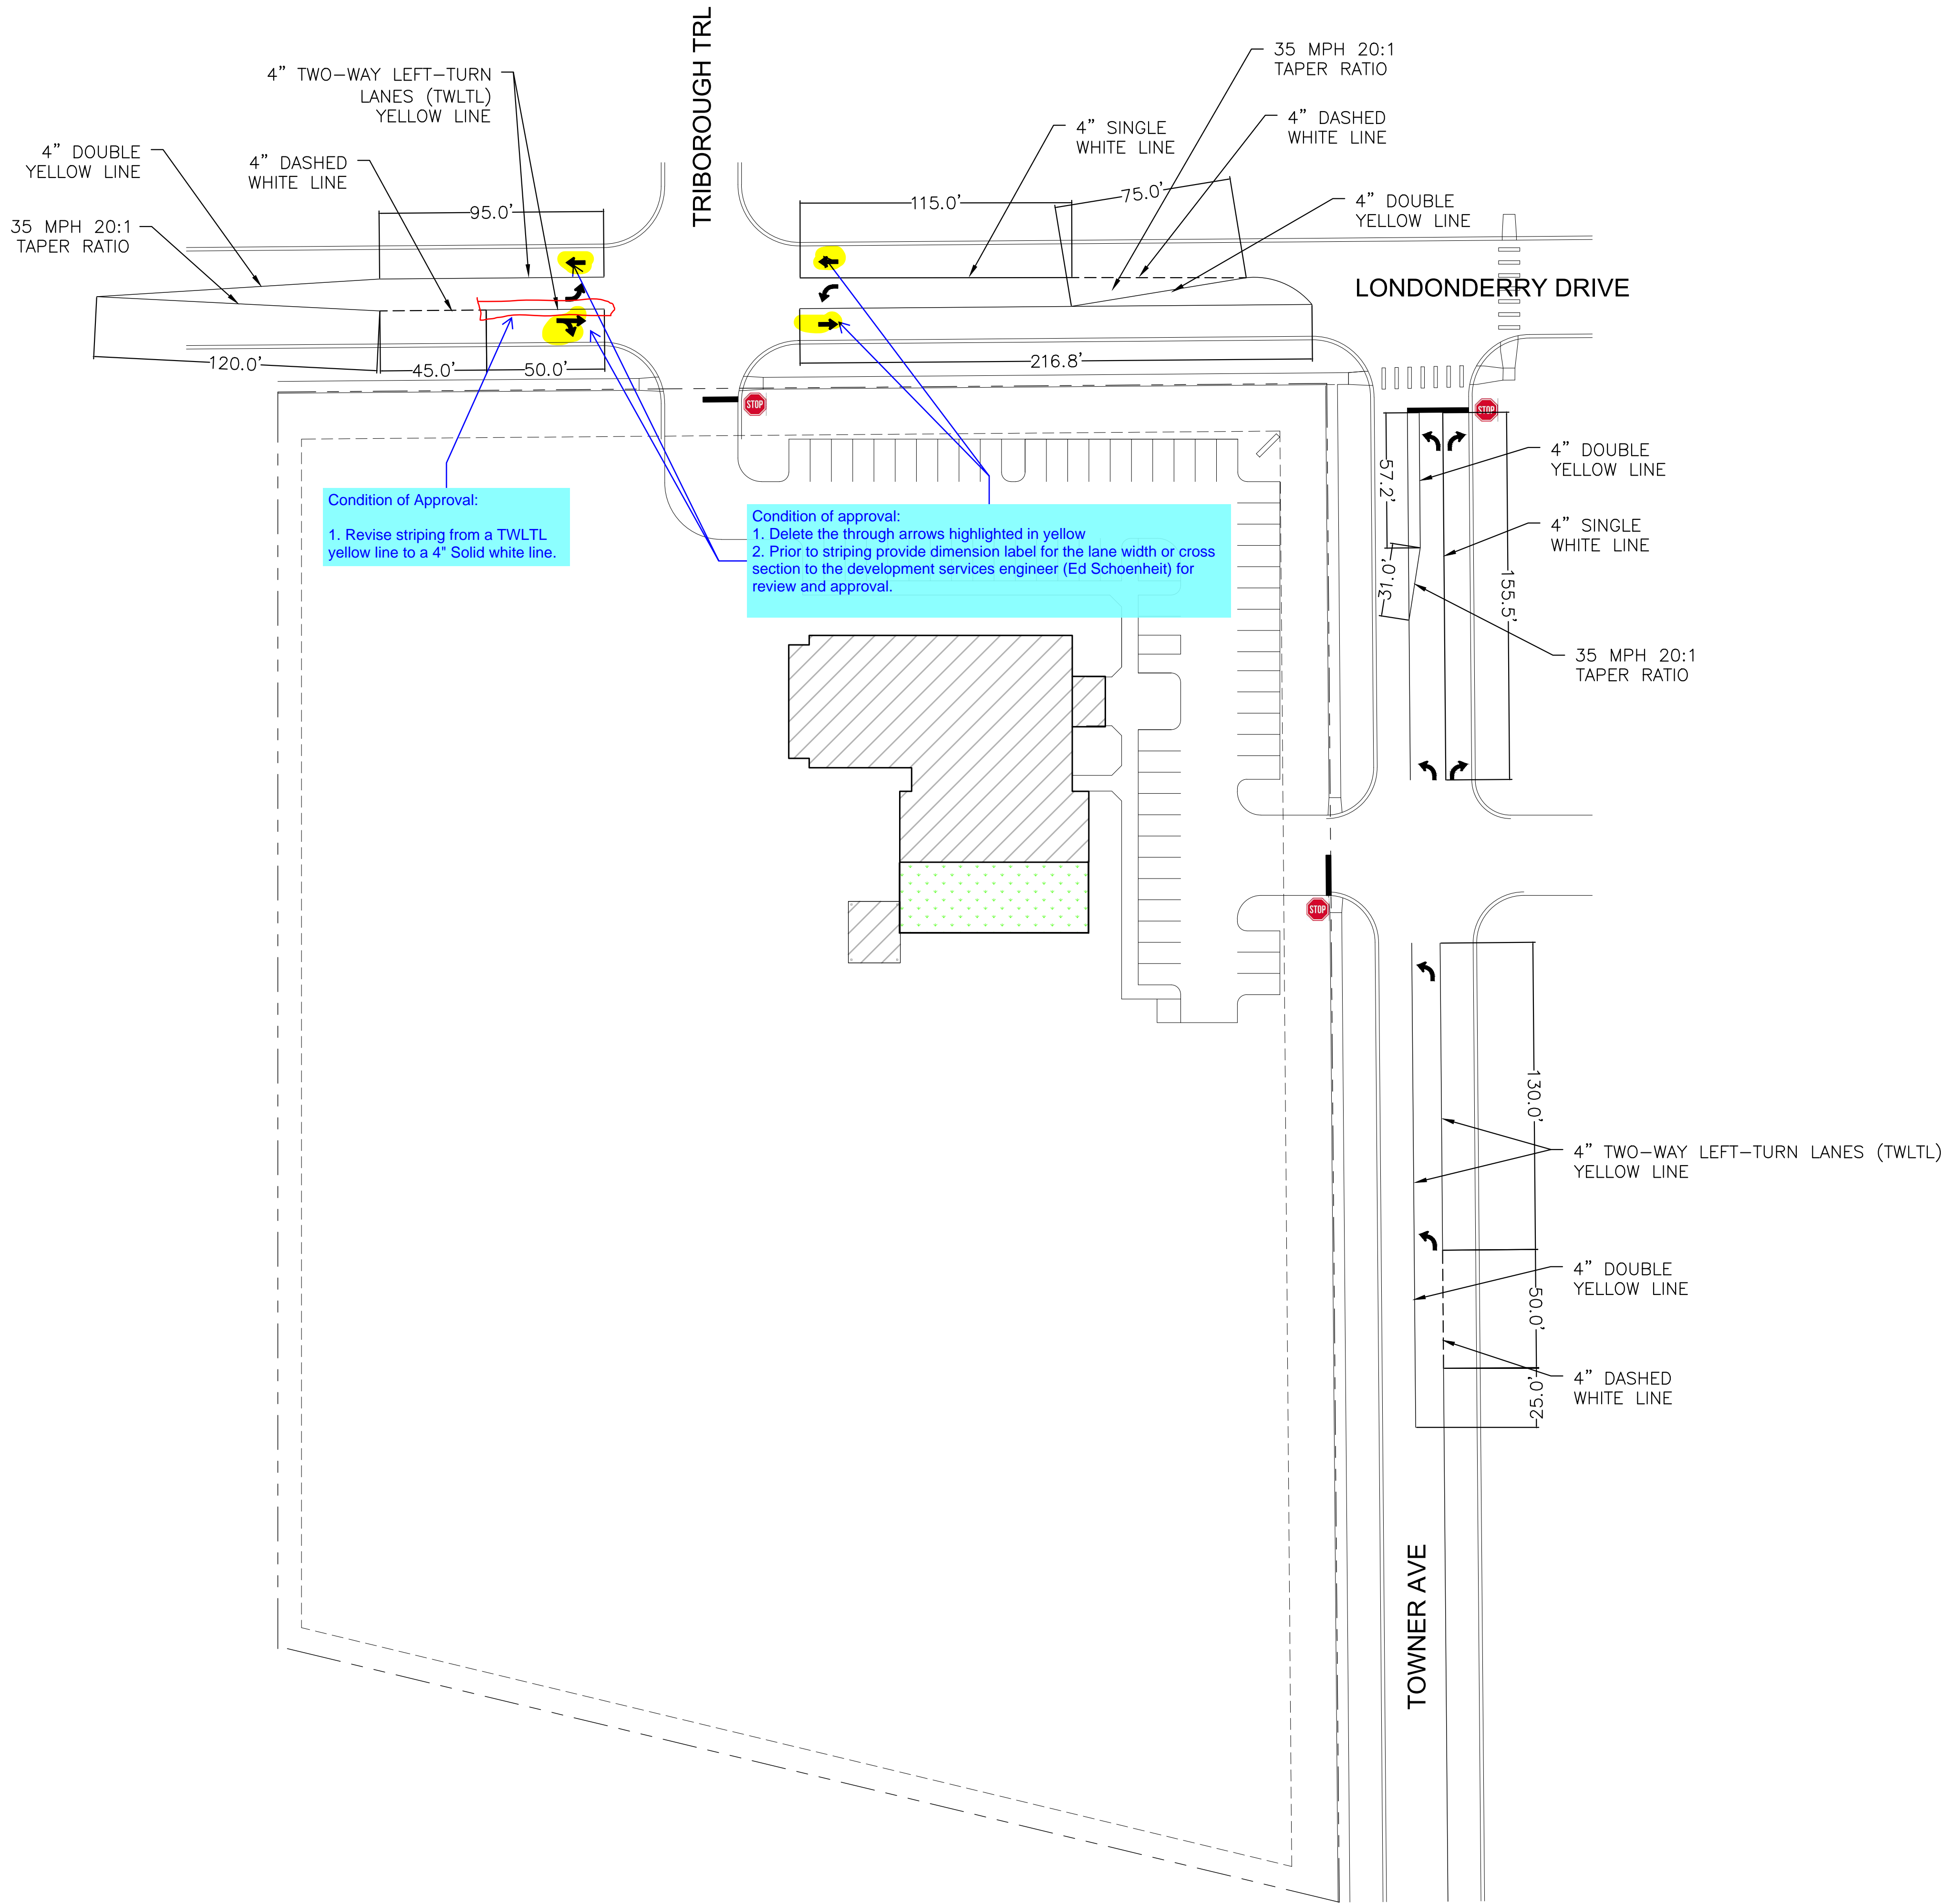 TRIBOROUGH TRL
35 MPH 20:1
TAPER RATIO
4” TWO-WAY LEFT-TURN
LANES (TWLTL)
YELLOW LINE
4” SINGLE
WHITE LINE
4” DASHED
WHITE LINE
4” DOUBLE
YELLOW LINE
4” DASHED
WHITE LINE
75.0’
4” DOUBLE
YELLOW LINE
95.0’
115.0’
35 MPH 20:1
TAPER RATIO
LONDONDERRY DRIVE
120.0’
45.0’
50.0’
216.8’
STOP
STOP
57.2’
4” DOUBLE
YELLOW LINE
Condition of Approval:
1. Revise striping from a TWLTL
yellow line to a 4" Solid white line.
Condition of approval:
1. Delete the through arrows highlighted in yellow
2. Prior to striping provide dimension label for the lane width or cross
section to the development services engineer (Ed Schoenheit) for
review and approval.
4” SINGLE
WHITE LINE
31.0’
155.5’
35 MPH 20:1
TAPER RATIO
STOP
130.0’
4” TWO-WAY LEFT-TURN LANES (TWLTL)
YELLOW LINE
4” DOUBLE
YELLOW LINE
50.0’
4” DASHED
WHITE LINE
25.0’
TOWNER AVE